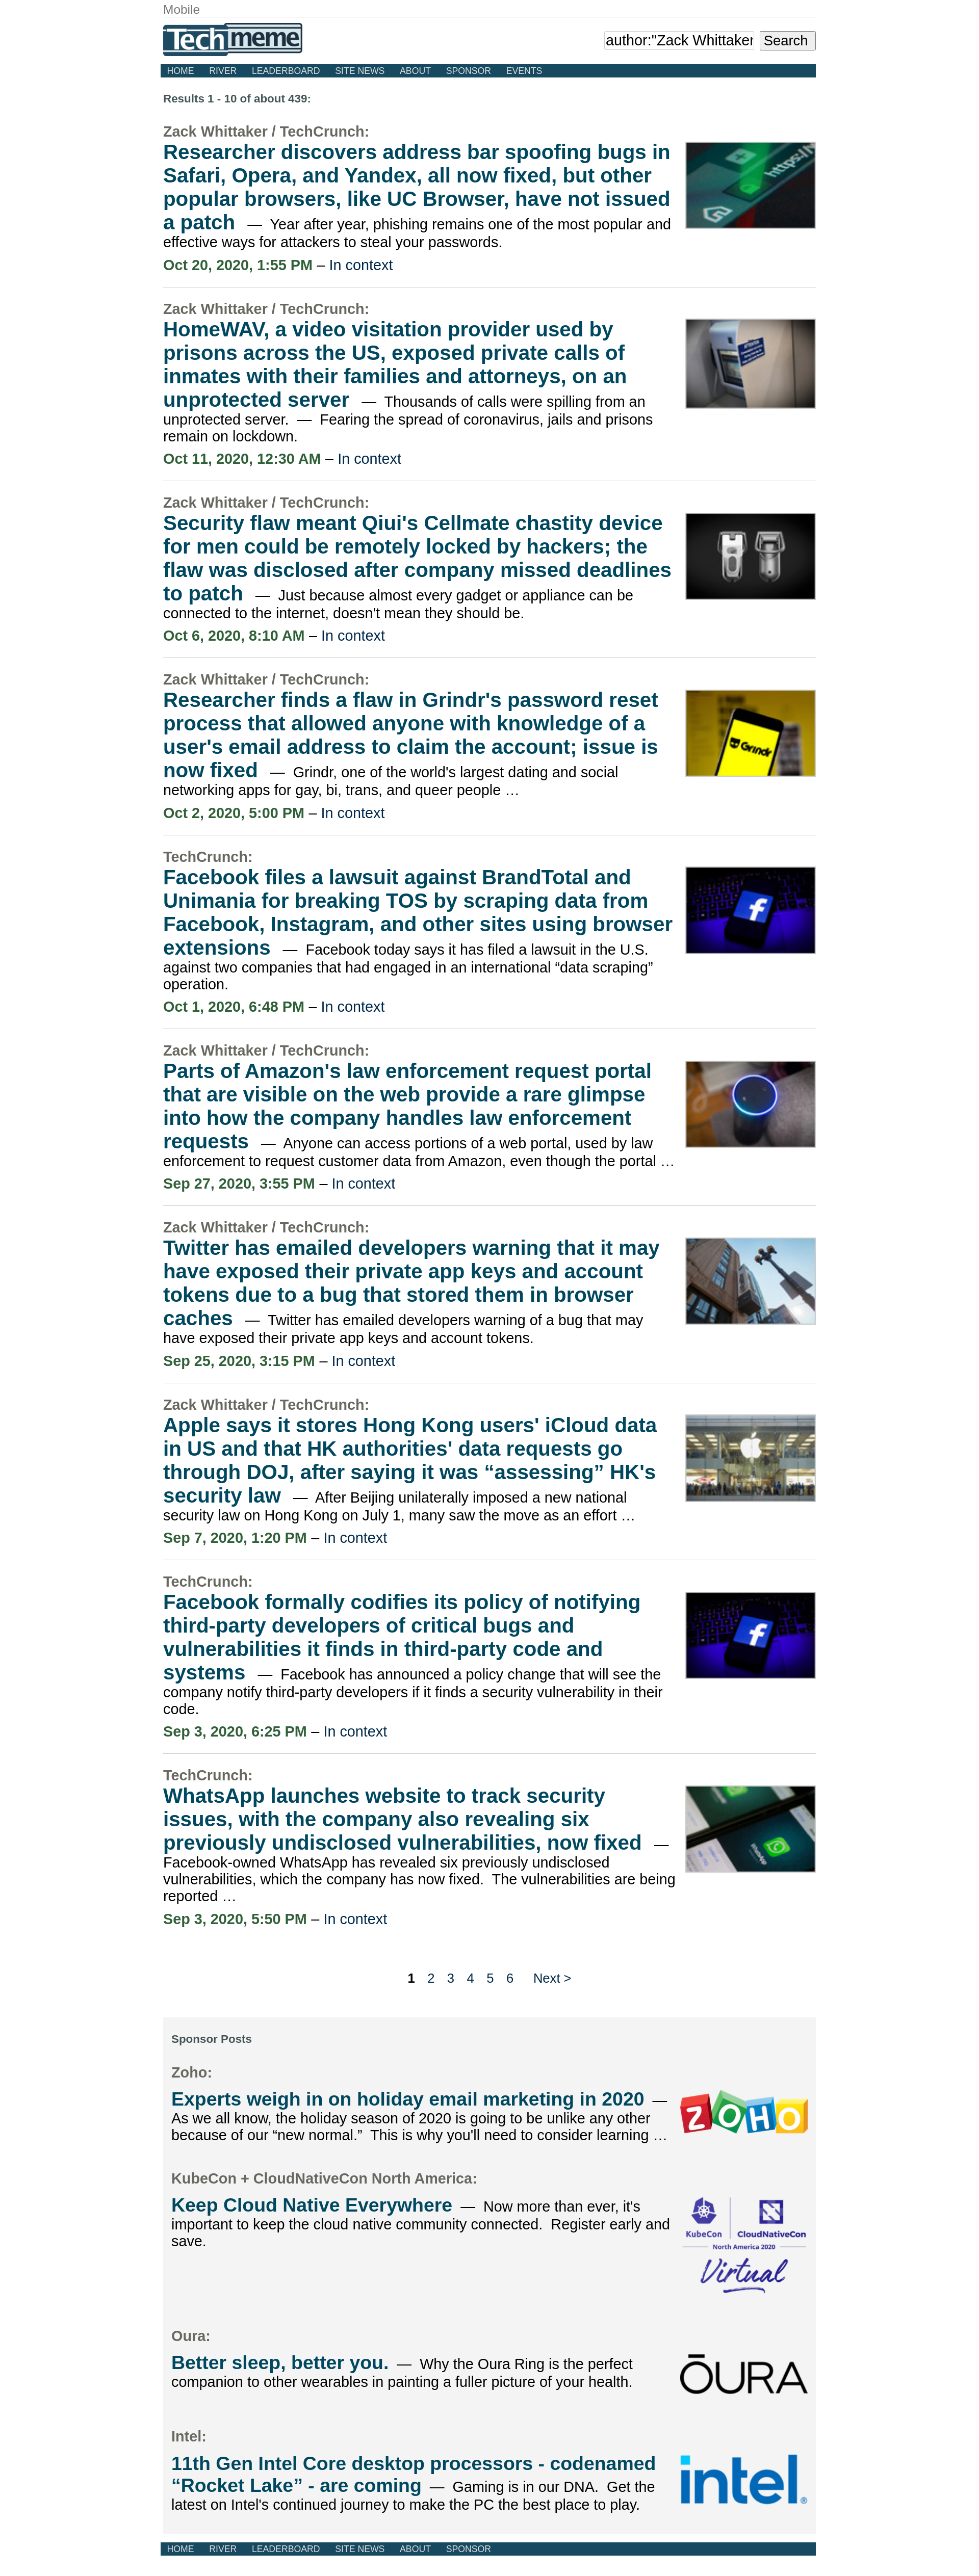 Mobile
Techmeme
author:"Zack Whittaker
Search
HOME RIVER LEADERBOARD SITE NEWS ABOUT SPONSOR EVENTS
Results 1 - 10 of about 439:
Zack Whittaker / TechCrunch:
Researcher discovers address bar spoofing bugs in
Safari, Opera, and Yandex, all now fixed, but other
popular browsers, like UC Browser, have not issued
a patch — Year after year, phishing remains one of the most popular and
effective ways for attackers to steal your passwords.
Oct 20, 2020, 1:55 PM – In context
https://
Zack Whittaker / TechCrunch:
HomeWAV, a video visitation provider used by
prisons across the US, exposed private calls of
inmates with their families and attorneys, on an
unprotected server — Thousands of calls were spilling from an
unprotected server. — Fearing the spread of coronavirus, jails and prisons
remain on lockdown.
Oct 11, 2020, 12:30 AM – In context
Zack Whittaker / TechCrunch:
Security flaw meant Qiui's Cellmate chastity device
for men could be remotely locked by hackers; the
flaw was disclosed after company missed deadlines
to patch — Just because almost every gadget or appliance can be
connected to the internet, doesn't mean they should be.
Oct 6, 2020, 8:10 AM – In context
Zack Whittaker / TechCrunch:
Researcher finds a flaw in Grindr's password reset
process that allowed anyone with knowledge of a
user's email address to claim the account; issue is
now fixed — Grindr, one of the world's largest dating and social
networking apps for gay, bi, trans, and queer people …
Oct 2, 2020, 5:00 PM – In context
Grindr
TechCrunch:
Facebook files a lawsuit against BrandTotal and
Unimania for breaking TOS by scraping data from
Facebook, Instagram, and other sites using browser
extensions — Facebook today says it has filed a lawsuit in the U.S.
against two companies that had engaged in an international “data scraping”
operation.
Oct 1, 2020, 6:48 PM – In context
Zack Whittaker / TechCrunch:
Parts of Amazon's law enforcement request portal
that are visible on the web provide a rare glimpse
into how the company handles law enforcement
requests — Anyone can access portions of a web portal, used by law
enforcement to request customer data from Amazon, even though the portal …
Sep 27, 2020, 3:55 PM – In context
Zack Whittaker / TechCrunch:
Twitter has emailed developers warning that it may
have exposed their private app keys and account
tokens due to a bug that stored them in browser
caches — Twitter has emailed developers warning of a bug that may
have exposed their private app keys and account tokens.
Sep 25, 2020, 3:15 PM – In context
Zack Whittaker / TechCrunch:
Apple says it stores Hong Kong users' iCloud data
in US and that HK authorities' data requests go
through DOJ, after saying it was “assessing” HK's
security law — After Beijing unilaterally imposed a new national
security law on Hong Kong on July 1, many saw the move as an effort …
Sep 7, 2020, 1:20 PM – In context
TechCrunch:
Facebook formally codifies its policy of notifying
third-party developers of critical bugs and
vulnerabilities it finds in third-party code and
systems — Facebook has announced a policy change that will see the
company notify third-party developers if it finds a security vulnerability in their
code.
Sep 3, 2020, 6:25 PM – In context
TechCrunch:
WhatsApp launches website to track security
issues, with the company also revealing six
previously undisclosed vulnerabilities, now fixed —
Facebook-owned WhatsApp has revealed six previously undisclosed
vulnerabilities, which the company has now fixed. The vulnerabilities are being
reported …
Sep 3, 2020, 5:50 PM – In context
1 2 3 4 5 6 Next >
Sponsor Posts
Zoho:
Experts weigh in on holiday email marketing in 2020 —
As we all know, the holiday season of 2020 is going to be unlike any other
because of our “new normal.” This is why you'll need to consider learning …
ZOHO
KubeCon + CloudNativeCon North America:
Keep Cloud Native Everywhere — Now more than ever, it's
important to keep the cloud native community connected. Register early and
save.
KubeCon CloudNativeCon
North America 2020
Virtual
Oura:
Better sleep, better you. — Why the Oura Ring is the perfect
companion to other wearables in painting a fuller picture of your health.
ŌURA
Intel:
11th Gen Intel Core desktop processors - codenamed
“Rocket Lake” - are coming — Gaming is in our DNA. Get the
latest on Intel's continued journey to make the PC the best place to play.
intel.
HOME RIVER LEADERBOARD SITE NEWS ABOUT SPONSOR